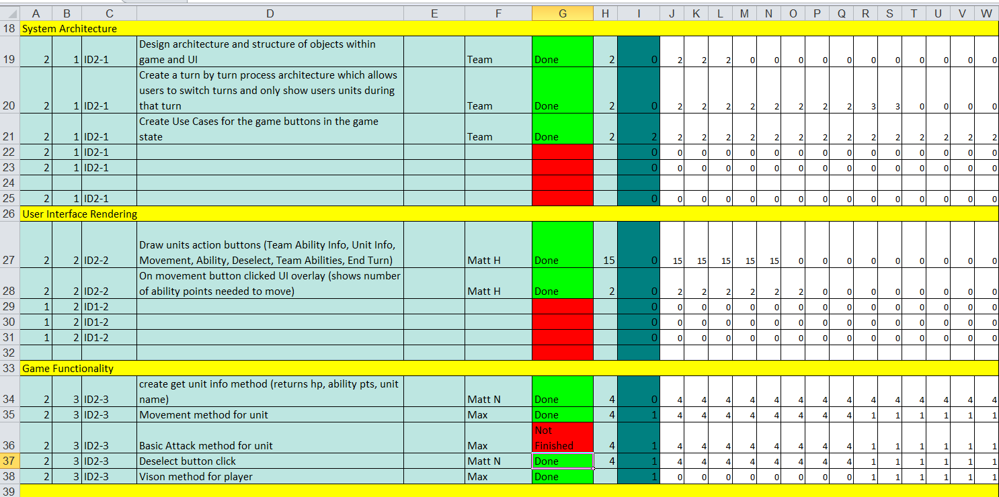 A B C D E F G H I J K L M N O P Q R S T U V W
18 System Architecture
Design architecture and structure of objects within
19 2 1 ID2-1 game and UI Team Done 2 0 2 2 2 0 0 0 0 0 0 0 0 0 0 0
Create a turn by turn process architecture which allows
users to switch turns and only show users units during
20 2 1 ID2-1 that turn Team Done 2 0 2 2 2 2 2 2 2 2 3 3 0 0 0 0
Create Use Cases for the game buttons in the game
21 2 1 ID2-1 state Team Done 2 2 2 2 2 2 2 2 2 2 2 2 2 2 2 2
22 2 1 ID2-1 0 0 0 0 0 0 0 0 0 0 0 0 0 0 0
23 2 1 ID2-1 0 0 0 0 0 0 0 0 0 0 0 0 0 0 0
24
25 2 1 ID2-1 0 0 0 0 0 0 0 0 0 0 0 0 0 0 0
26 User Interface Rendering
Draw units action buttons (Team Ability Info, Unit Info,
27 2 2 ID2-2 Movement, Ability, Deselect, Team Abilities, End Turn) Matt H Done 15 0 15 15 15 15 15 0 0 0 0 0 0 0 0 0
On movement button clicked UI overlay (shows number
28 2 2 ID2-2 of ability points needed to move) Matt H Done 2 0 2 2 2 2 2 2 0 0 0 0 0 0 0 0
29 1 2 ID1-2 0 0 0 0 0 0 0 0 0 0 0 0 0 0 0
30 1 2 ID1-2 0 0 0 0 0 0 0 0 0 0 0 0 0 0 0
31 1 2 ID1-2 0 0 0 0 0 0 0 0 0 0 0 0 0 0 0
32
33 Game Functionality
create get unit info method (returns hp, ability pts, unit
34 2 3 ID2-3 name) Matt N Done 4 0 4 4 4 4 4 4 4 4 4 4 4 4 4 4
35 2 3 ID2-3 Movement method for unit Max Done 4 1 4 4 4 4 4 4 4 4 1 1 1 1 1 1
Not
36 2 3 ID2-3 Basic Attack method for unit Max Finished 4 1 4 4 4 4 4 4 4 4 1 1 1 1 1 1
37 2 3 ID2-3 Deselect button click Matt N Done 4 1 4 4 4 4 4 4 4 4 1 1 1 1 1 1
38 2 3 ID2-3 Vison method for player Max Done 1 0 0 0 0 0 0 0 0 1 1 1 1 1 1
39